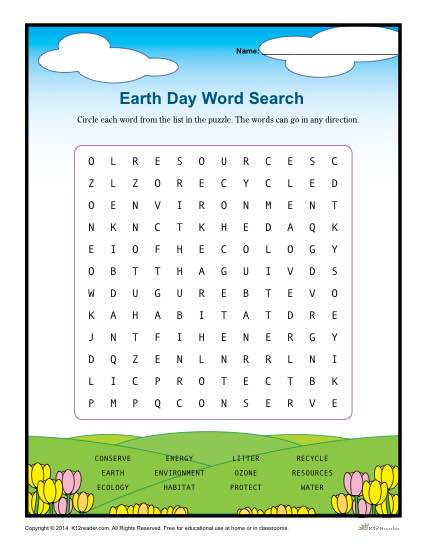 Name:
Earth Day Word Search
Circle each word from the list in the puzzle. The words can go in any direction.
O L R E S O U R C E S C
Z L Z O R E C Y C L E D
O E N V I R O N M E N T
N K N C T K H E D A Q K
E I O F H E C O L O G Y
O B T T H A G U I V D S
W D U G U R E B T E V O
K A H A B I T A T D R E
J N T F I H E N E R G Y
D Q Z E N L N R R L N I
L I C P R O T E C T B K
P M P Q C O N S E R V E
CONSERVE ENERGY LITTER RECYCLE
EARTH ENVIRONMENT OZONE RESOURCES
ECOLOGY HABITAT PROTECT WATER
Copyright © 2014 K12reader.com. All Rights Reserved. Free for educational use at home or in classrooms.
K12reader